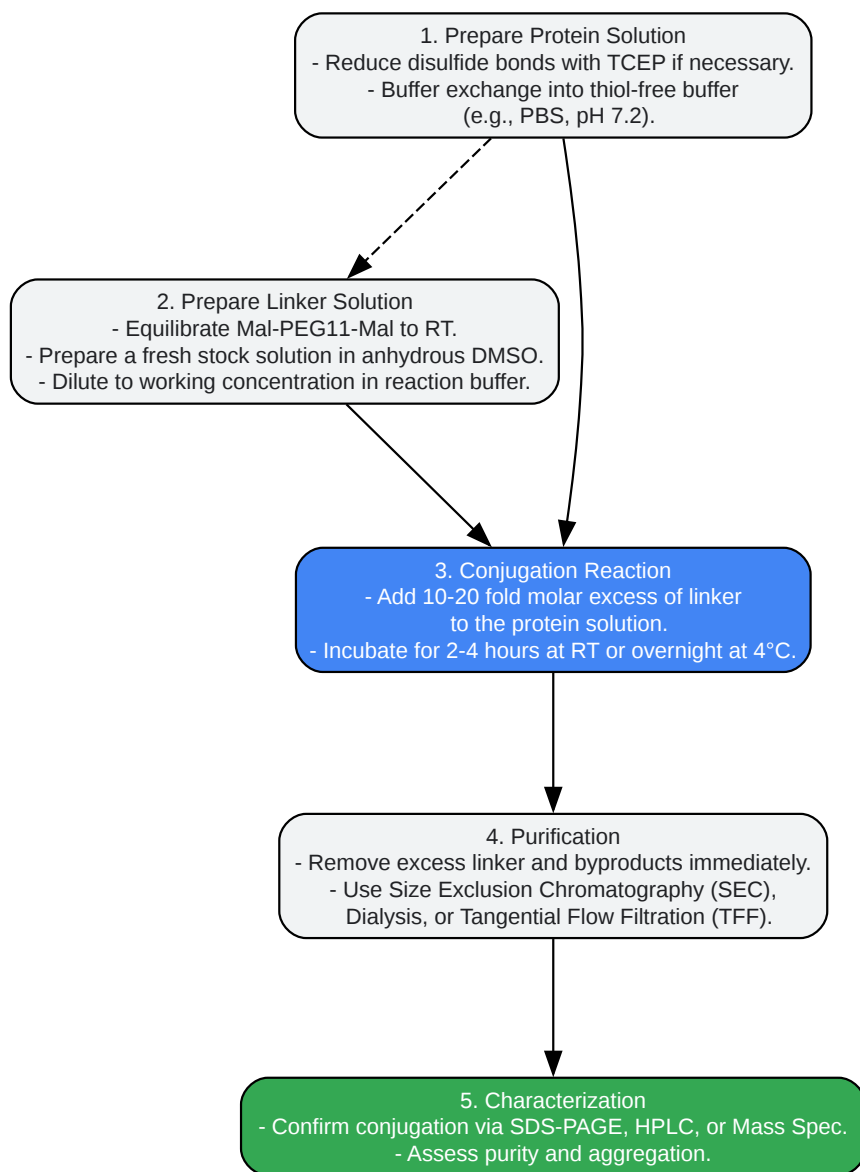 1. Prepare Protein Solution
- Reduce disulfide bonds with TCEP if necessary.
- Buffer exchange into thiol-free buffer
(e.g., PBS, pH 7.2).
2. Prepare Linker Solution
- Equilibrate Mal-PEG11-Mal to RT.
- Prepare a fresh stock solution in anhydrous DMSO.
- Dilute to working concentration in reaction buffer.
3. Conjugation Reaction
- Add 10-20 fold molar excess of linker
to the protein solution.
- Incubate for 2-4 hours at RT or overnight at 4°C.
4. Purification
- Remove excess linker and byproducts immediately.
- Use Size Exclusion Chromatography (SEC),
Dialysis, or Tangential Flow Filtration (TFF).
5. Characterization
- Confirm conjugation via SDS-PAGE, HPLC, or Mass Spec.
- Assess purity and aggregation.